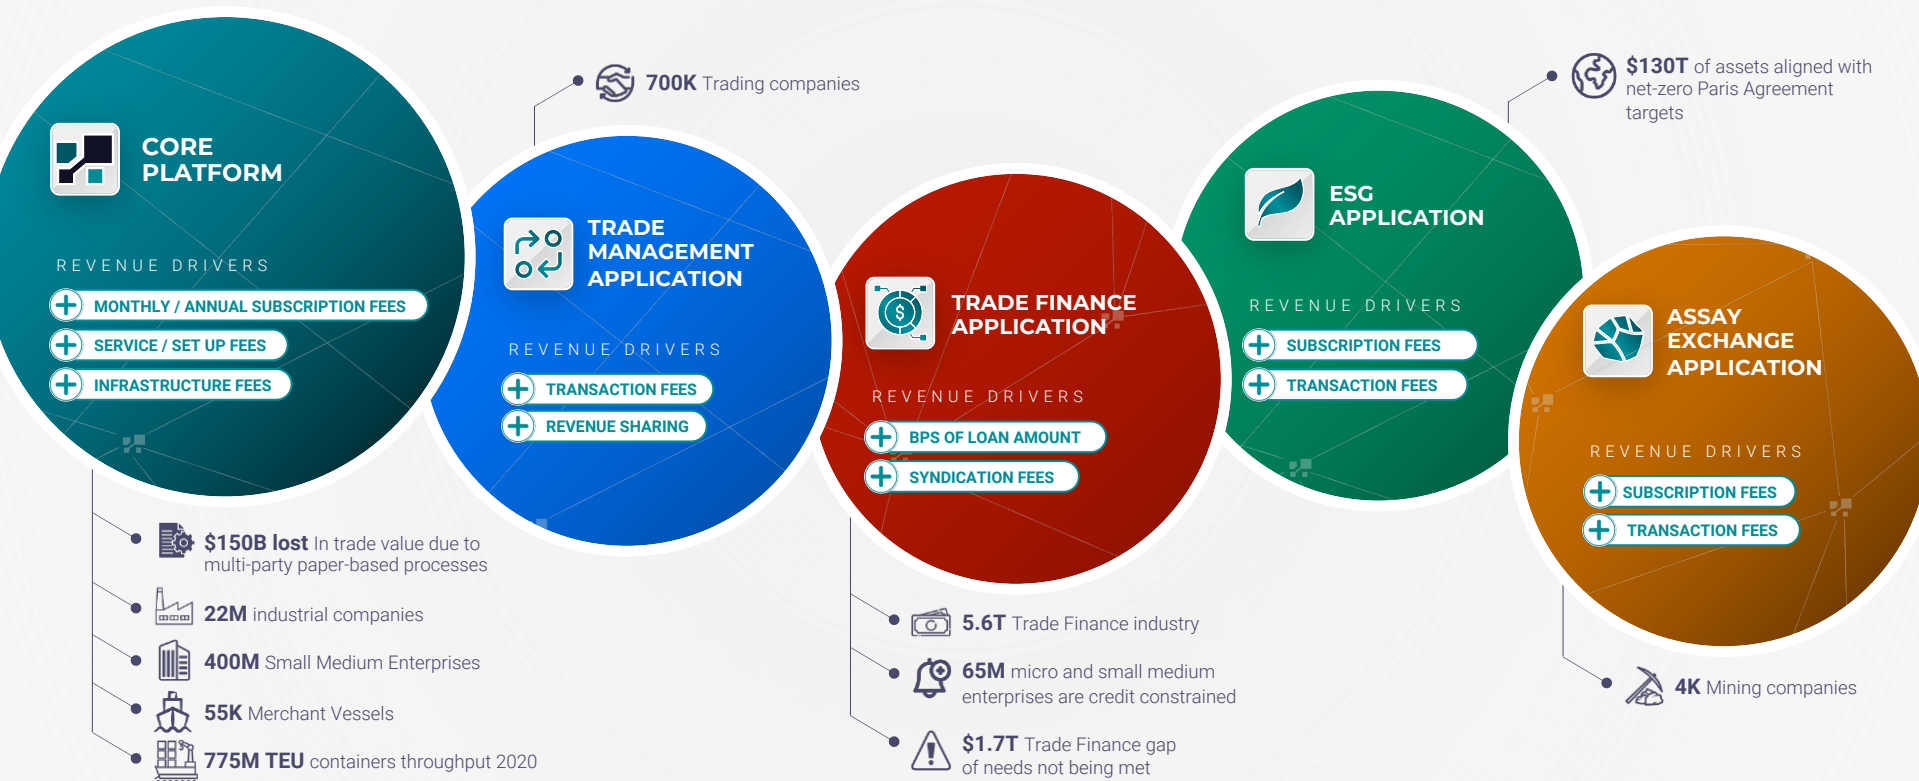 CORE
PLATFORM
REVENUE DRIVERS
MONTHLY / ANNUAL SUBSCRIPTION FEES
SERVICE / SET UP FEES
INFRASTRUCTURE FEES
$150B lost In trade value due to
multi-party paper-based processes
22M industrial companies
400M Small Medium Enterprises
55K Merchant Vessels
775M TEU containers throughput 2020
700K Trading companies
TRADE
MANAGEMENT
APPLICATION
REVENUE DRIVERS
TRANSACTION FEES
REVENUE SHARING
TRADE FINANCE
APPLICATION
REVENUE DRIVERS
BPS OF LOAN AMOUNT
SYNDICATION FEES
5.6T Trade Finance industry
65M micro and small medium
enterprises are credit constrained
$1.7T Trade Finance gap
of needs not being met
$130T of assets aligned with
net-zero Paris Agreement
targets
ESG
APPLICATION
REVENUE DRIVERS
SUBSCRIPTION FEES
TRANSACTION FEES
ASSAY
EXCHANGE
APPLICATION
REVENUE DRIVERS
SUBSCRIPTION FEES
TRANSACTION FEES
4K Mining companies